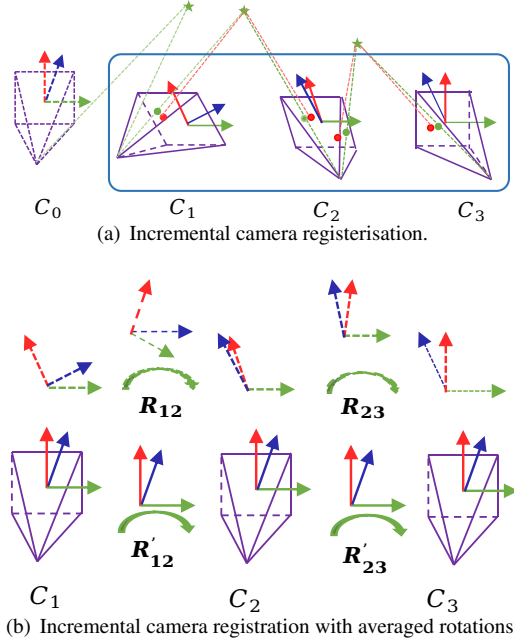 C0 C1 C2 C3
(a) Incremental camera registerisation.
R12 R23
R'12 R'23
C1 C2 C3
(b) Incremental camera registration with averaged rotations